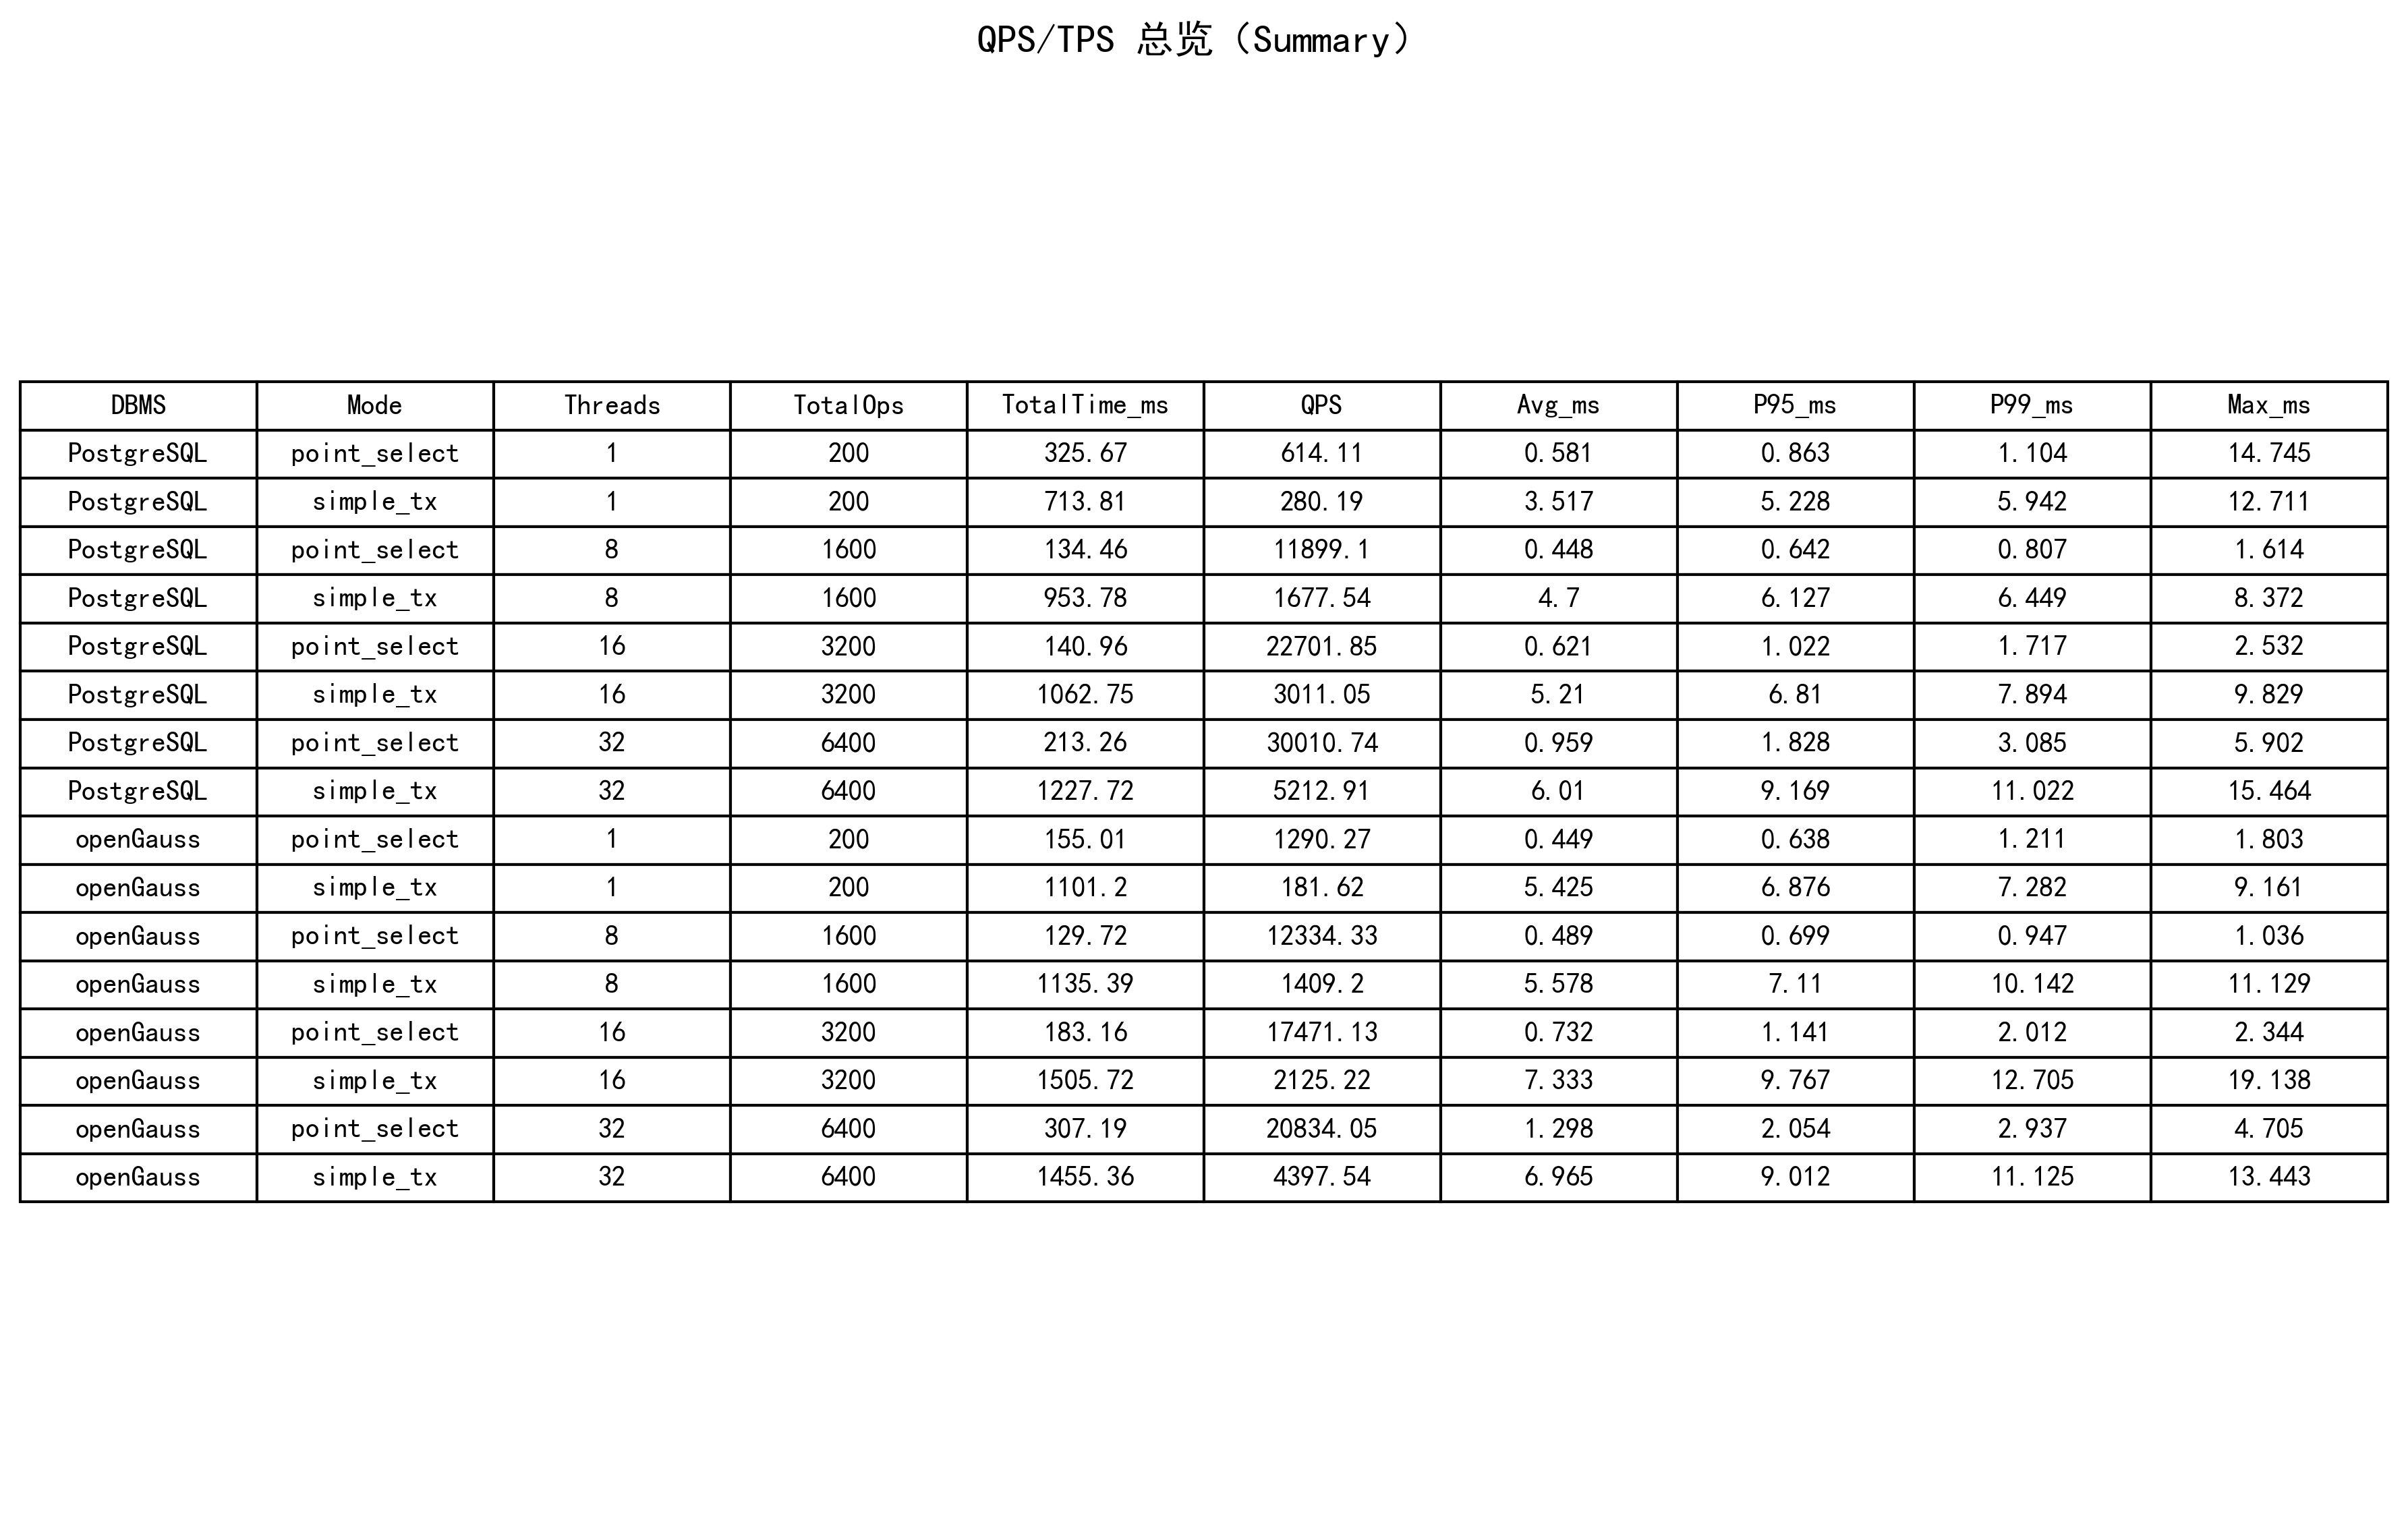 QPS/TPS 总览（Summary）
DBMS Mode Threads TotalOps TotalTime_ms QPS Avg_ms P95_ms P99_ms Max_ms
PostgreSQL point_select 1 200 325.67 614.11 0.581 0.863 1.104 14.745
PostgreSQL simple_tx 1 200 713.81 280.19 3.517 5.228 5.942 12.711
PostgreSQL point_select 8 1600 134.46 11899.1 0.448 0.642 0.807 1.614
PostgreSQL simple_tx 8 1600 953.78 1677.54 4.7 6.127 6.449 8.372
PostgreSQL point_select 16 3200 140.96 22701.85 0.621 1.022 1.717 2.532
PostgreSQL simple_tx 16 3200 1062.75 3011.05 5.21 6.81 7.894 9.829
PostgreSQL point_select 32 6400 213.26 30010.74 0.959 1.828 3.085 5.902
PostgreSQL simple_tx 32 6400 1227.72 5212.91 6.01 9.169 11.022 15.464
openGauss point_select 1 200 155.01 1290.27 0.449 0.638 1.211 1.803
openGauss simple_tx 1 200 1101.2 181.62 5.425 6.876 7.282 9.161
openGauss point_select 8 1600 129.72 12334.33 0.489 0.699 0.947 1.036
openGauss simple_tx 8 1600 1135.39 1409.2 5.578 7.11 10.142 11.129
openGauss point_select 16 3200 183.16 17471.13 0.732 1.141 2.012 2.344
openGauss simple_tx 16 3200 1505.72 2125.22 7.333 9.767 12.705 19.138
openGauss point_select 32 6400 307.19 20834.05 1.298 2.054 2.937 4.705
openGauss simple_tx 32 6400 1455.36 4397.54 6.965 9.012 11.125 13.443